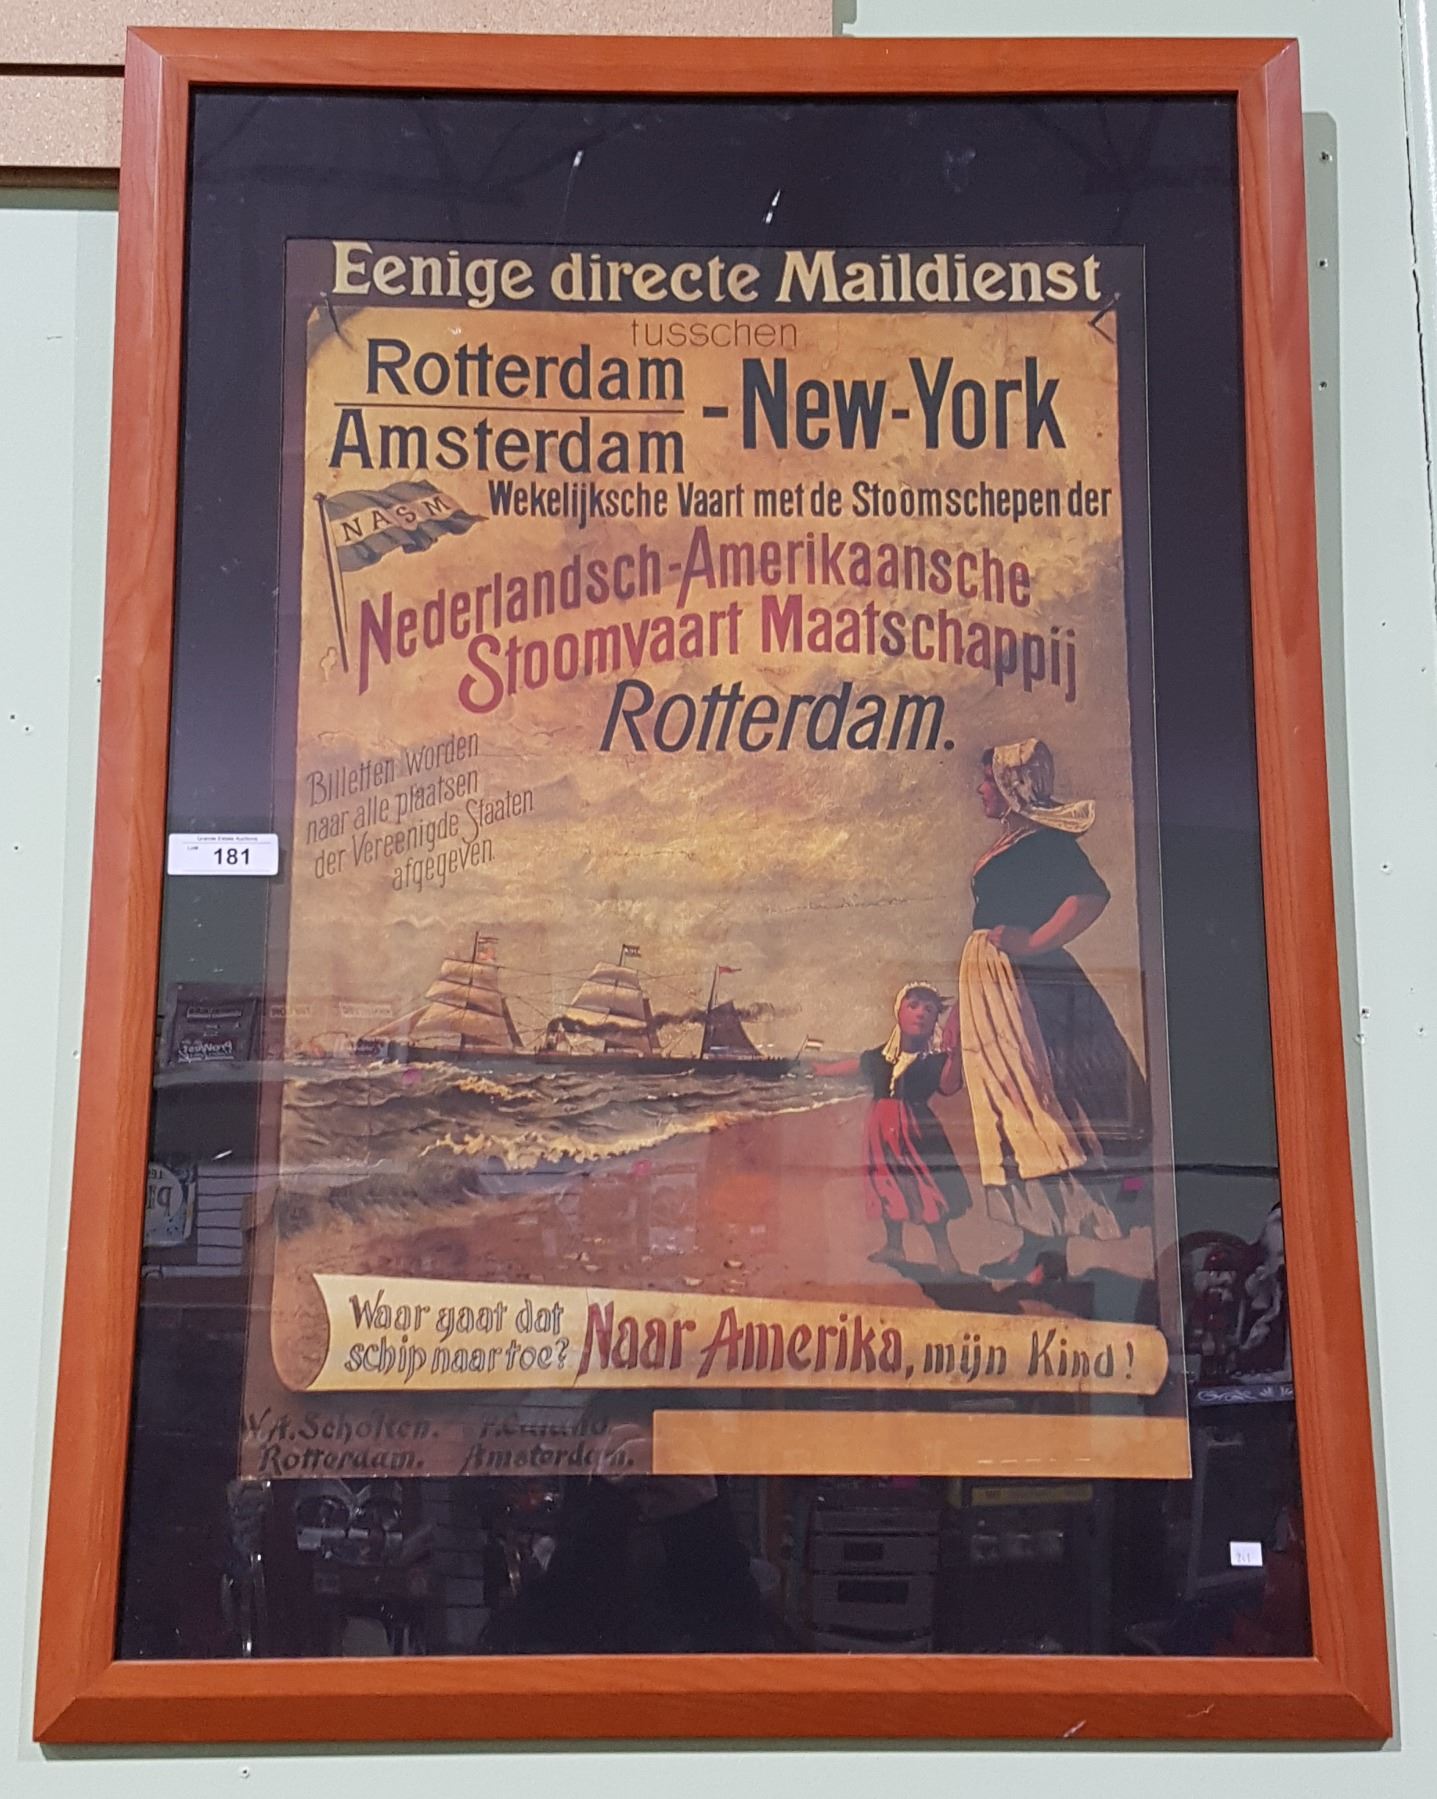 Eenige directe Maildienst
tusschen
Rotterdam
Amsterdam
-New-York
NASM
Wekelijksche Vaart met de Stoomschepen der
Nederlandsch-Amerikaansche
Stoomvaart Maatschappij
Rotterdam.
Billetten worden
naar alle plaatsen
der Vereenigde Staaten
afgegeven.
181
Waar gaat dat
schip naar toe?
Naar Amerika, mijn Kind!
W.A. Scholten.
Rotterdam.
Amsterdam.